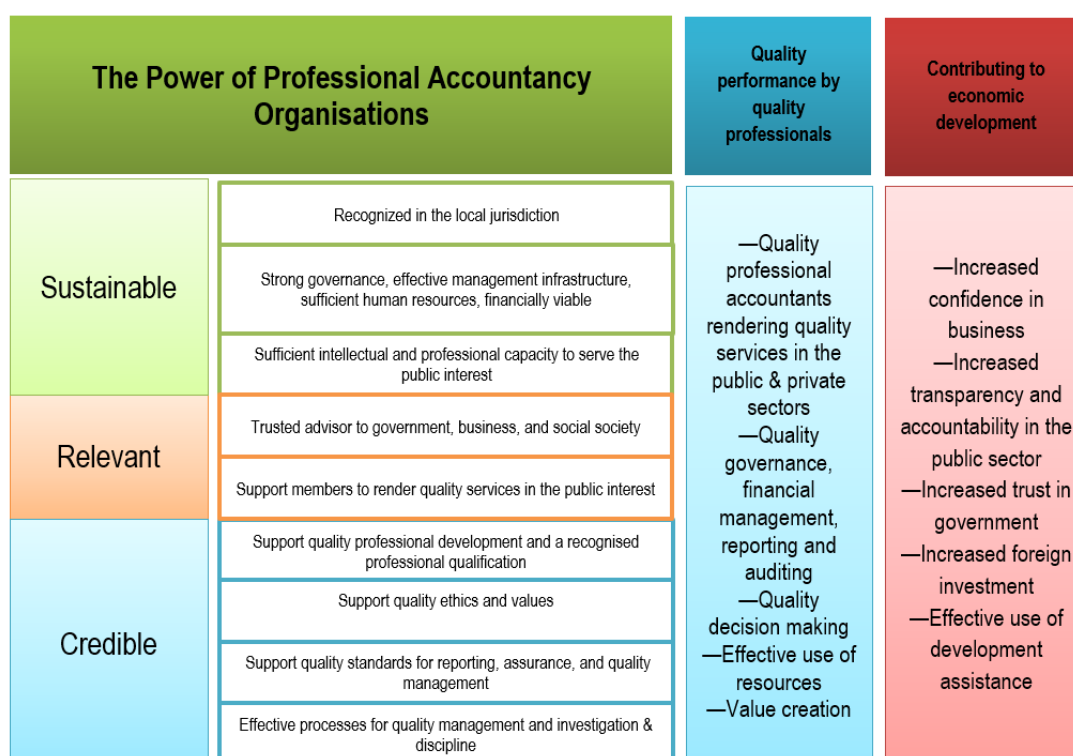 The Power of Professional Accountancy
Organisations
Quality
performance by
quality
professionals
Contributing to
economic
development
Sustainable
Recognized in the local jurisdiction
Strong governance, effective management infrastructure,
sufficient human resources, financially viable
Sufficient intellectual and professional capacity to serve the
public interest
Relevant
Trusted advisor to government, business, and social society
Support members to render quality services in the public interest
Credible
Support quality professional development and a recognised
professional qualification
Support quality ethics and values
Support quality standards for reporting, assurance, and quality
management
Effective processes for quality management and investigation &
discipline
—Quality
professional
accountants
rendering quality
services in the
public & private
sectors
—Quality
governance,
financial
management,
reporting and
auditing
—Quality
decision making
—Effective use of
resources
—Value creation
—Increased
confidence in
business
—Increased
transparency and
accountability in the
public sector
—Increased trust in
government
—Increased foreign
investment
—Effective use of
development
assistance